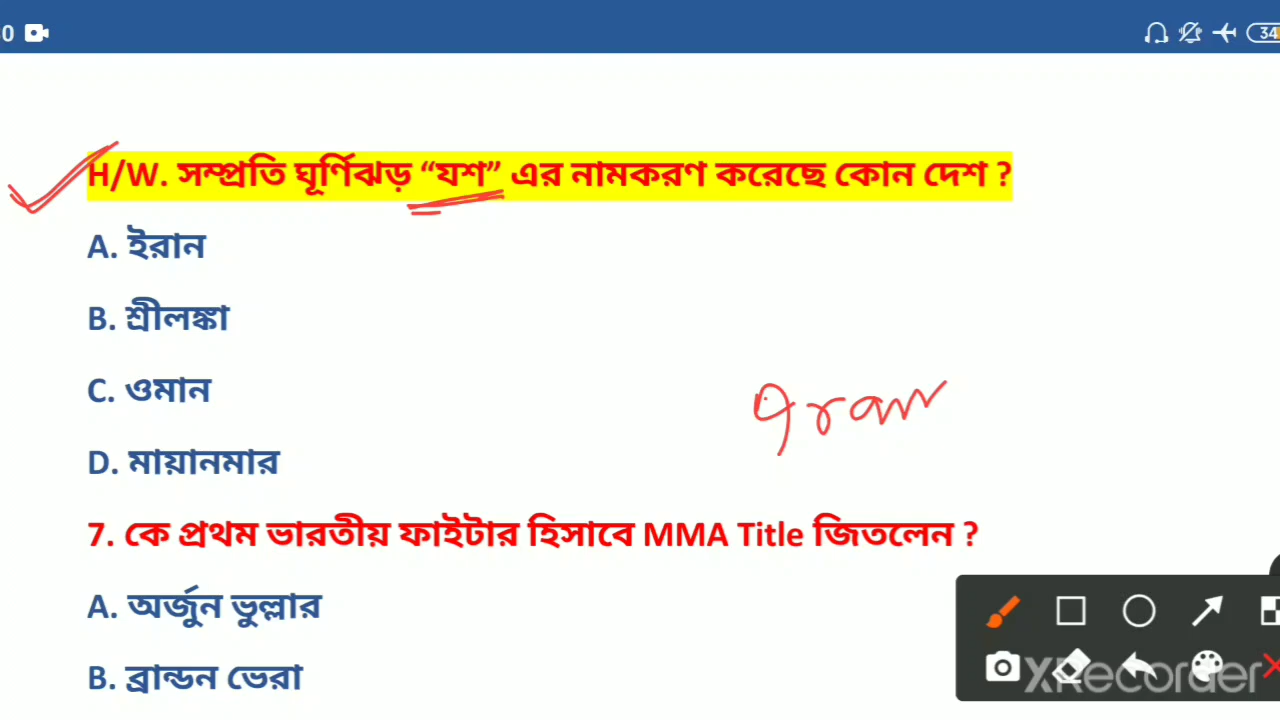 H/W. সম্প্রতি ঘূর্ণিঝড় “যশ” এর নামকরণ করেছে কোন দেশ ?
A. ইরান
B. শ্রীলঙ্কা
C. ওমান
D. মায়ানমার
7. কে প্রথম ভারতীয় ফাইটার হিসাবে MMA Title জিতলেন ?
A. অর্জুন ভুল্লার
B. ব্রান্ডন ভেরা
34
XRecorder